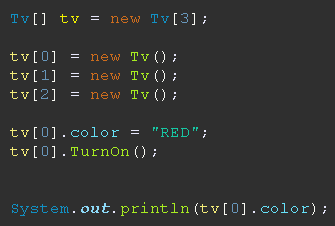 Tv[] tv = new Tv[3];
tv[0] = new Tv();
tv[1] = new Tv();
tv[2] = new Tv();
tv[0].color = "RED";
tv[0].TurnOn();
System.out.println(tv[0].color);